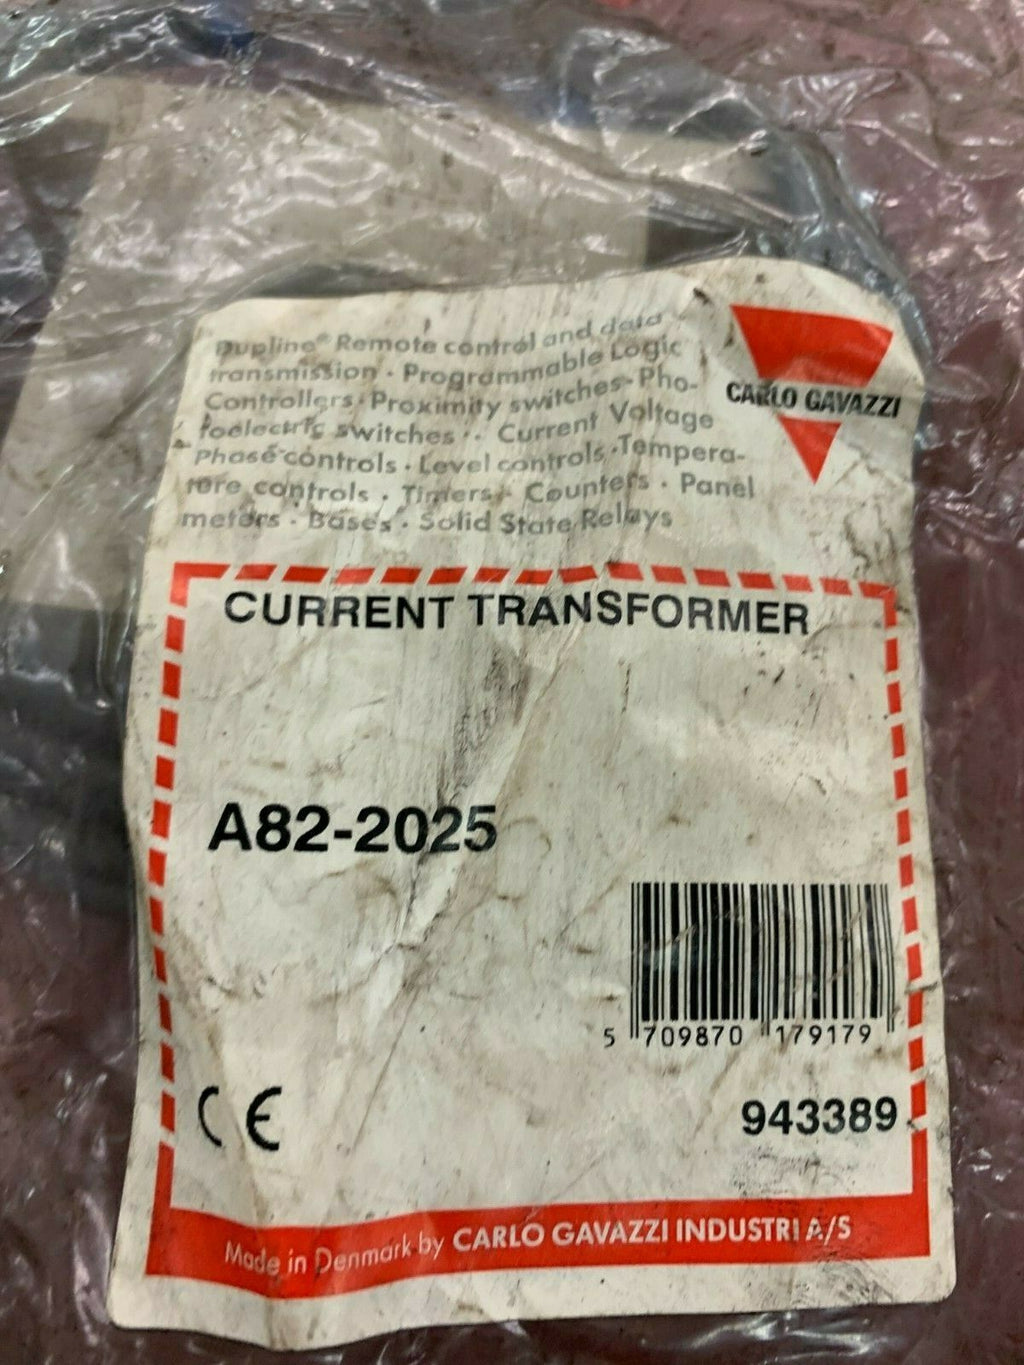 Dupline® Remote control and data
transmission · Programmable Logic
Controllers · Proximity switches · Pho-
toelectric switches · Current Voltage
Phase controls · Level controls · Tempera-
ture controls · Timers · Counters · Panel
meters · Bases · Solid State Relays
CARLO GAVAZZI
CURRENT TRANSFORMER
A82-2025
5 709870 179179
CE
943389
Made in Denmark by CARLO GAVAZZI INDUSTRI A/S